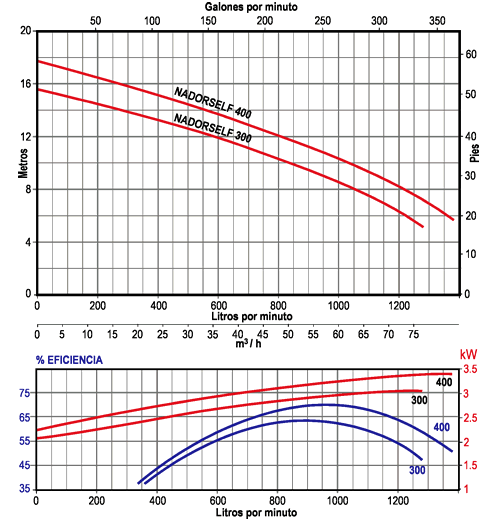 Galones por minuto
50 100 150 200 250 300 350
20 16 12 8 4 0
Metros
60 50 40 30 20 10 0
Pies
NADORSELF 400
NADORSELF 300
0 200 400 600 800 1000 1200
Litros por minuto
0 5 10 15 20 25 30 35 40 45 50 55 60 65 70 75
m³ / h
% EFICIENCIA
kW
75 65 55 45 35
3.5 3 2.5 2 1.5 1
400
300
400
300
0 200 400 600 800 1000 1200
Litros por minuto